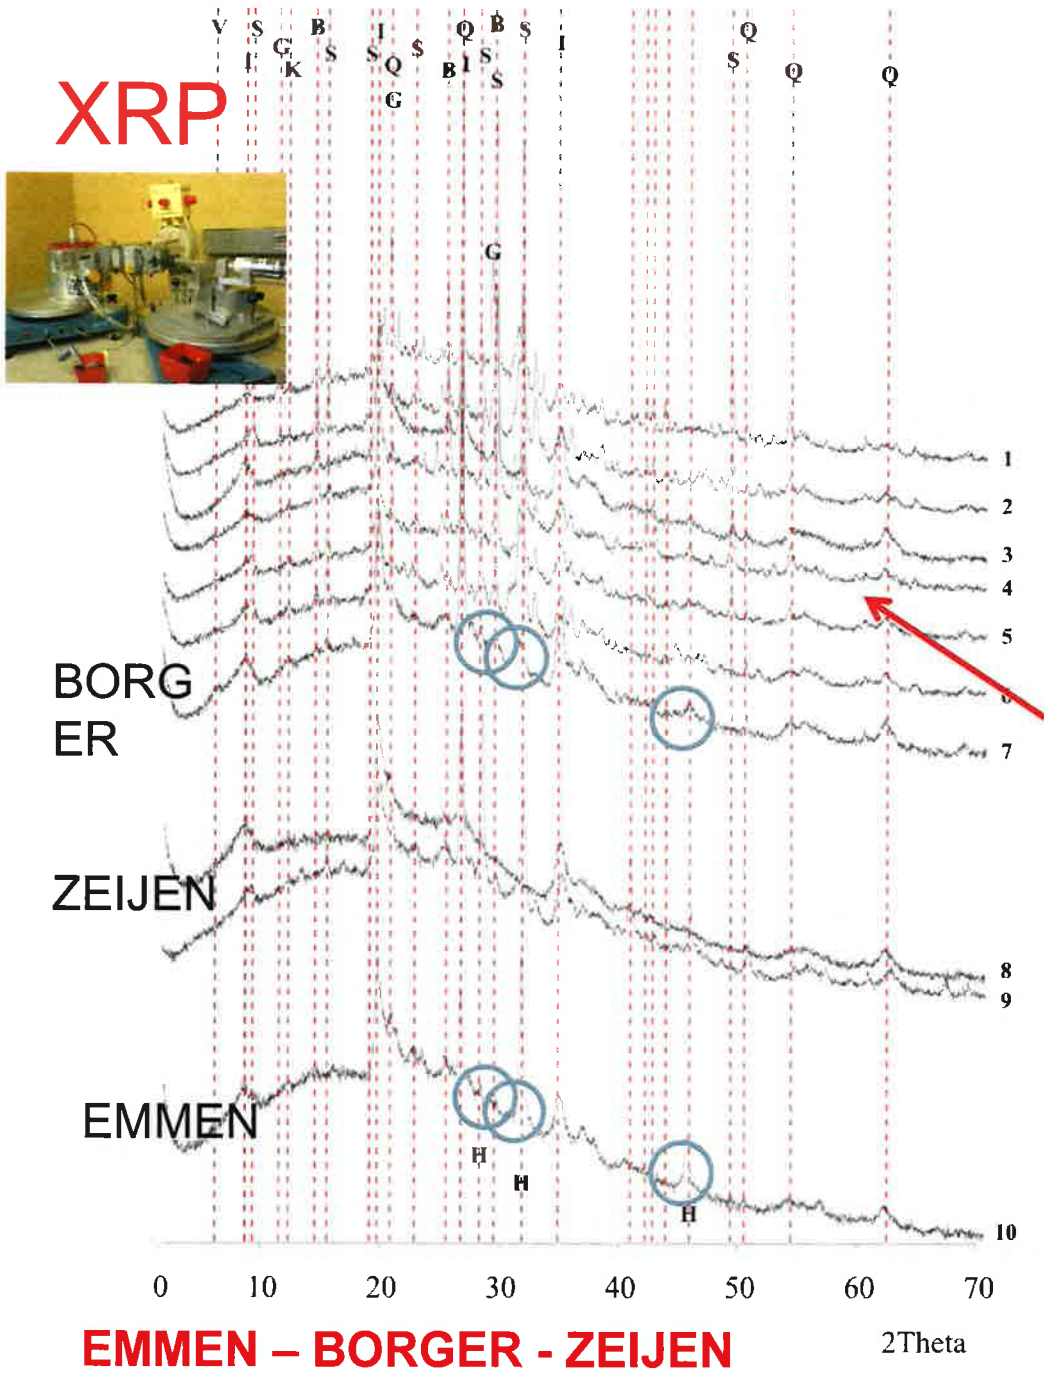 V S B I Q B S Q
G S S $ S I S
I K Q B I S Q Q
G
XRP
G
1
2
3
4
5
6
7
BORG
ER
ZEIJEN
8
9
EMMEN
H
H
H
10
0 10 20 30 40 50 60 70
2Theta
EMMEN – BORGER - ZEIJEN